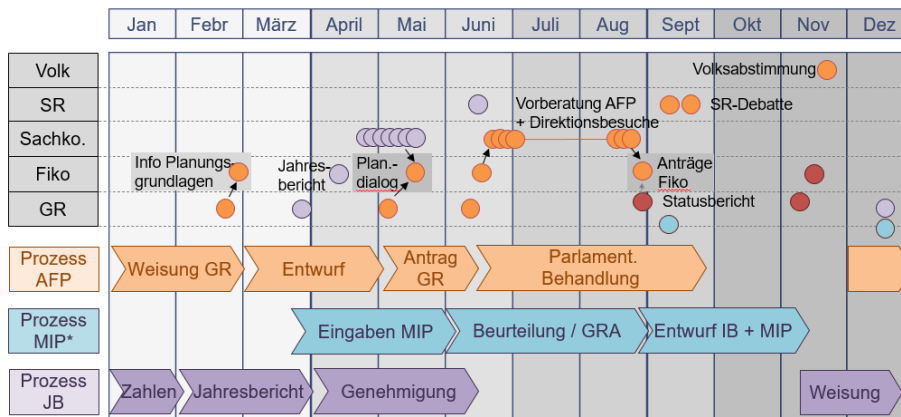 Jan Febr März April Mai Juni Juli Aug Sept Okt Nov Dez
Volk
Volksabstimmung
SR
Vorberatung AFP
+ Direktionsbesuche
SR-Debatte
Sachko.
Info Planungs-
grundlagen
Jahres-
bericht
Plan.-
dialog
Anträge
Fiko
Fiko
Statusbericht
GR
Prozess
AFP
Weisung GR
Entwurf
Antrag
GR
Parlament.
Behandlung
Prozess
MIP*
Eingaben MIP
Beurteilung / GRA
Entwurf IB + MIP
Prozess
JB
Zahlen
Jahresbericht
Genehmigung
Weisung